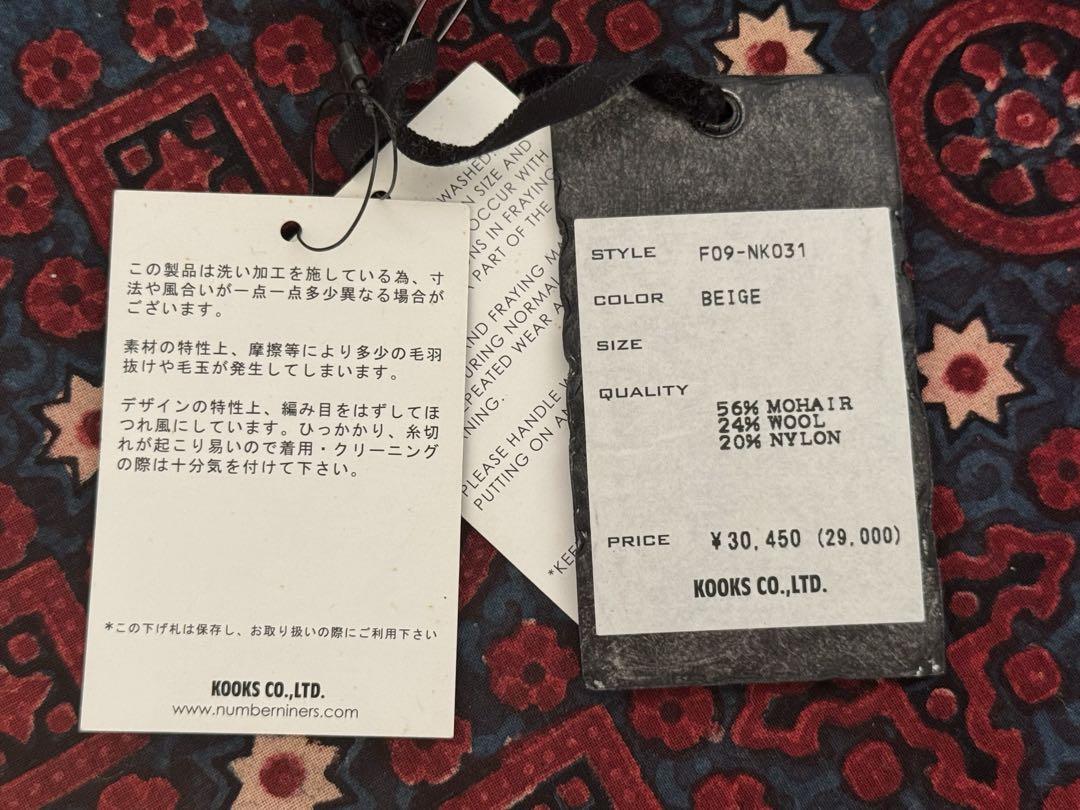 この製品は洗い加工を施している為、寸
法や風合いが一点一点多少異なる場合が
ございます。
素材の特性上、摩擦等により多少の毛羽
抜けや毛玉が発生してしまいます。
デザインの特性上、編み目をはずしてほ
つれ風にしています。ひっかかり、糸切
れが起こり易いので着用・クリーニング
の際は十分気を付けて下さい。
*この下げ札は保存し、お取り扱いの際にご利用下さい
KOOKS CO.,LTD.
www.numberniners.com
WASHED.
N SIZE AND
OCCUR WITH
NS IN FRAYING
A PART OF THE
AND FRAYING MA
URING NORMAL
EPEATED WEAR A
NING.
PLEASE HANDLE W
PUTTING ON AN
*KEE
STYLE F09-NK031
COLOR BEIGE
SIZE
QUALITY
56% MOHAIR
24% WOOL
20% NYLON
PRICE ¥30,450 (29,000)
KOOKS CO.,LTD.